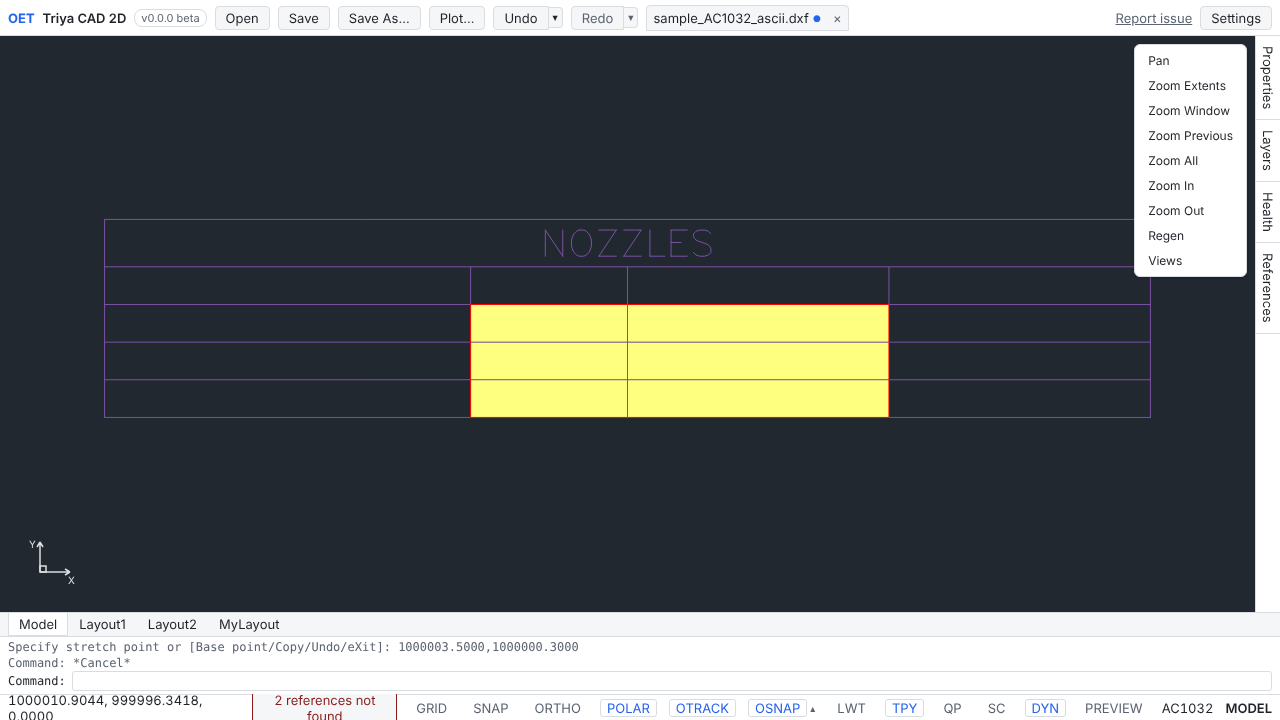 OET Triya CAD 2D v0.0.0 beta Open Save Save As... Plot... Undo ▾ Redo ▾ sample_AC1032_ascii.dxf ● × Report issue Settings
Pan
Zoom Extents
Zoom Window
Zoom Previous
Zoom All
Zoom In
Zoom Out
Regen
Views
Properties
Layers
Health
References
NOZZLES
Y
X
Model Layout1 Layout2 MyLayout
Specify stretch point or [Base point/Copy/Undo/eXit]: 1000003.5000,1000000.3000
Command: *Cancel*
Command:
1000010.9044, 999996.3418, 0.0000
2 references not found
GRID SNAP ORTHO POLAR OTRACK OSNAP ▴ LWT TPY QP SC DYN PREVIEW AC1032 MODEL